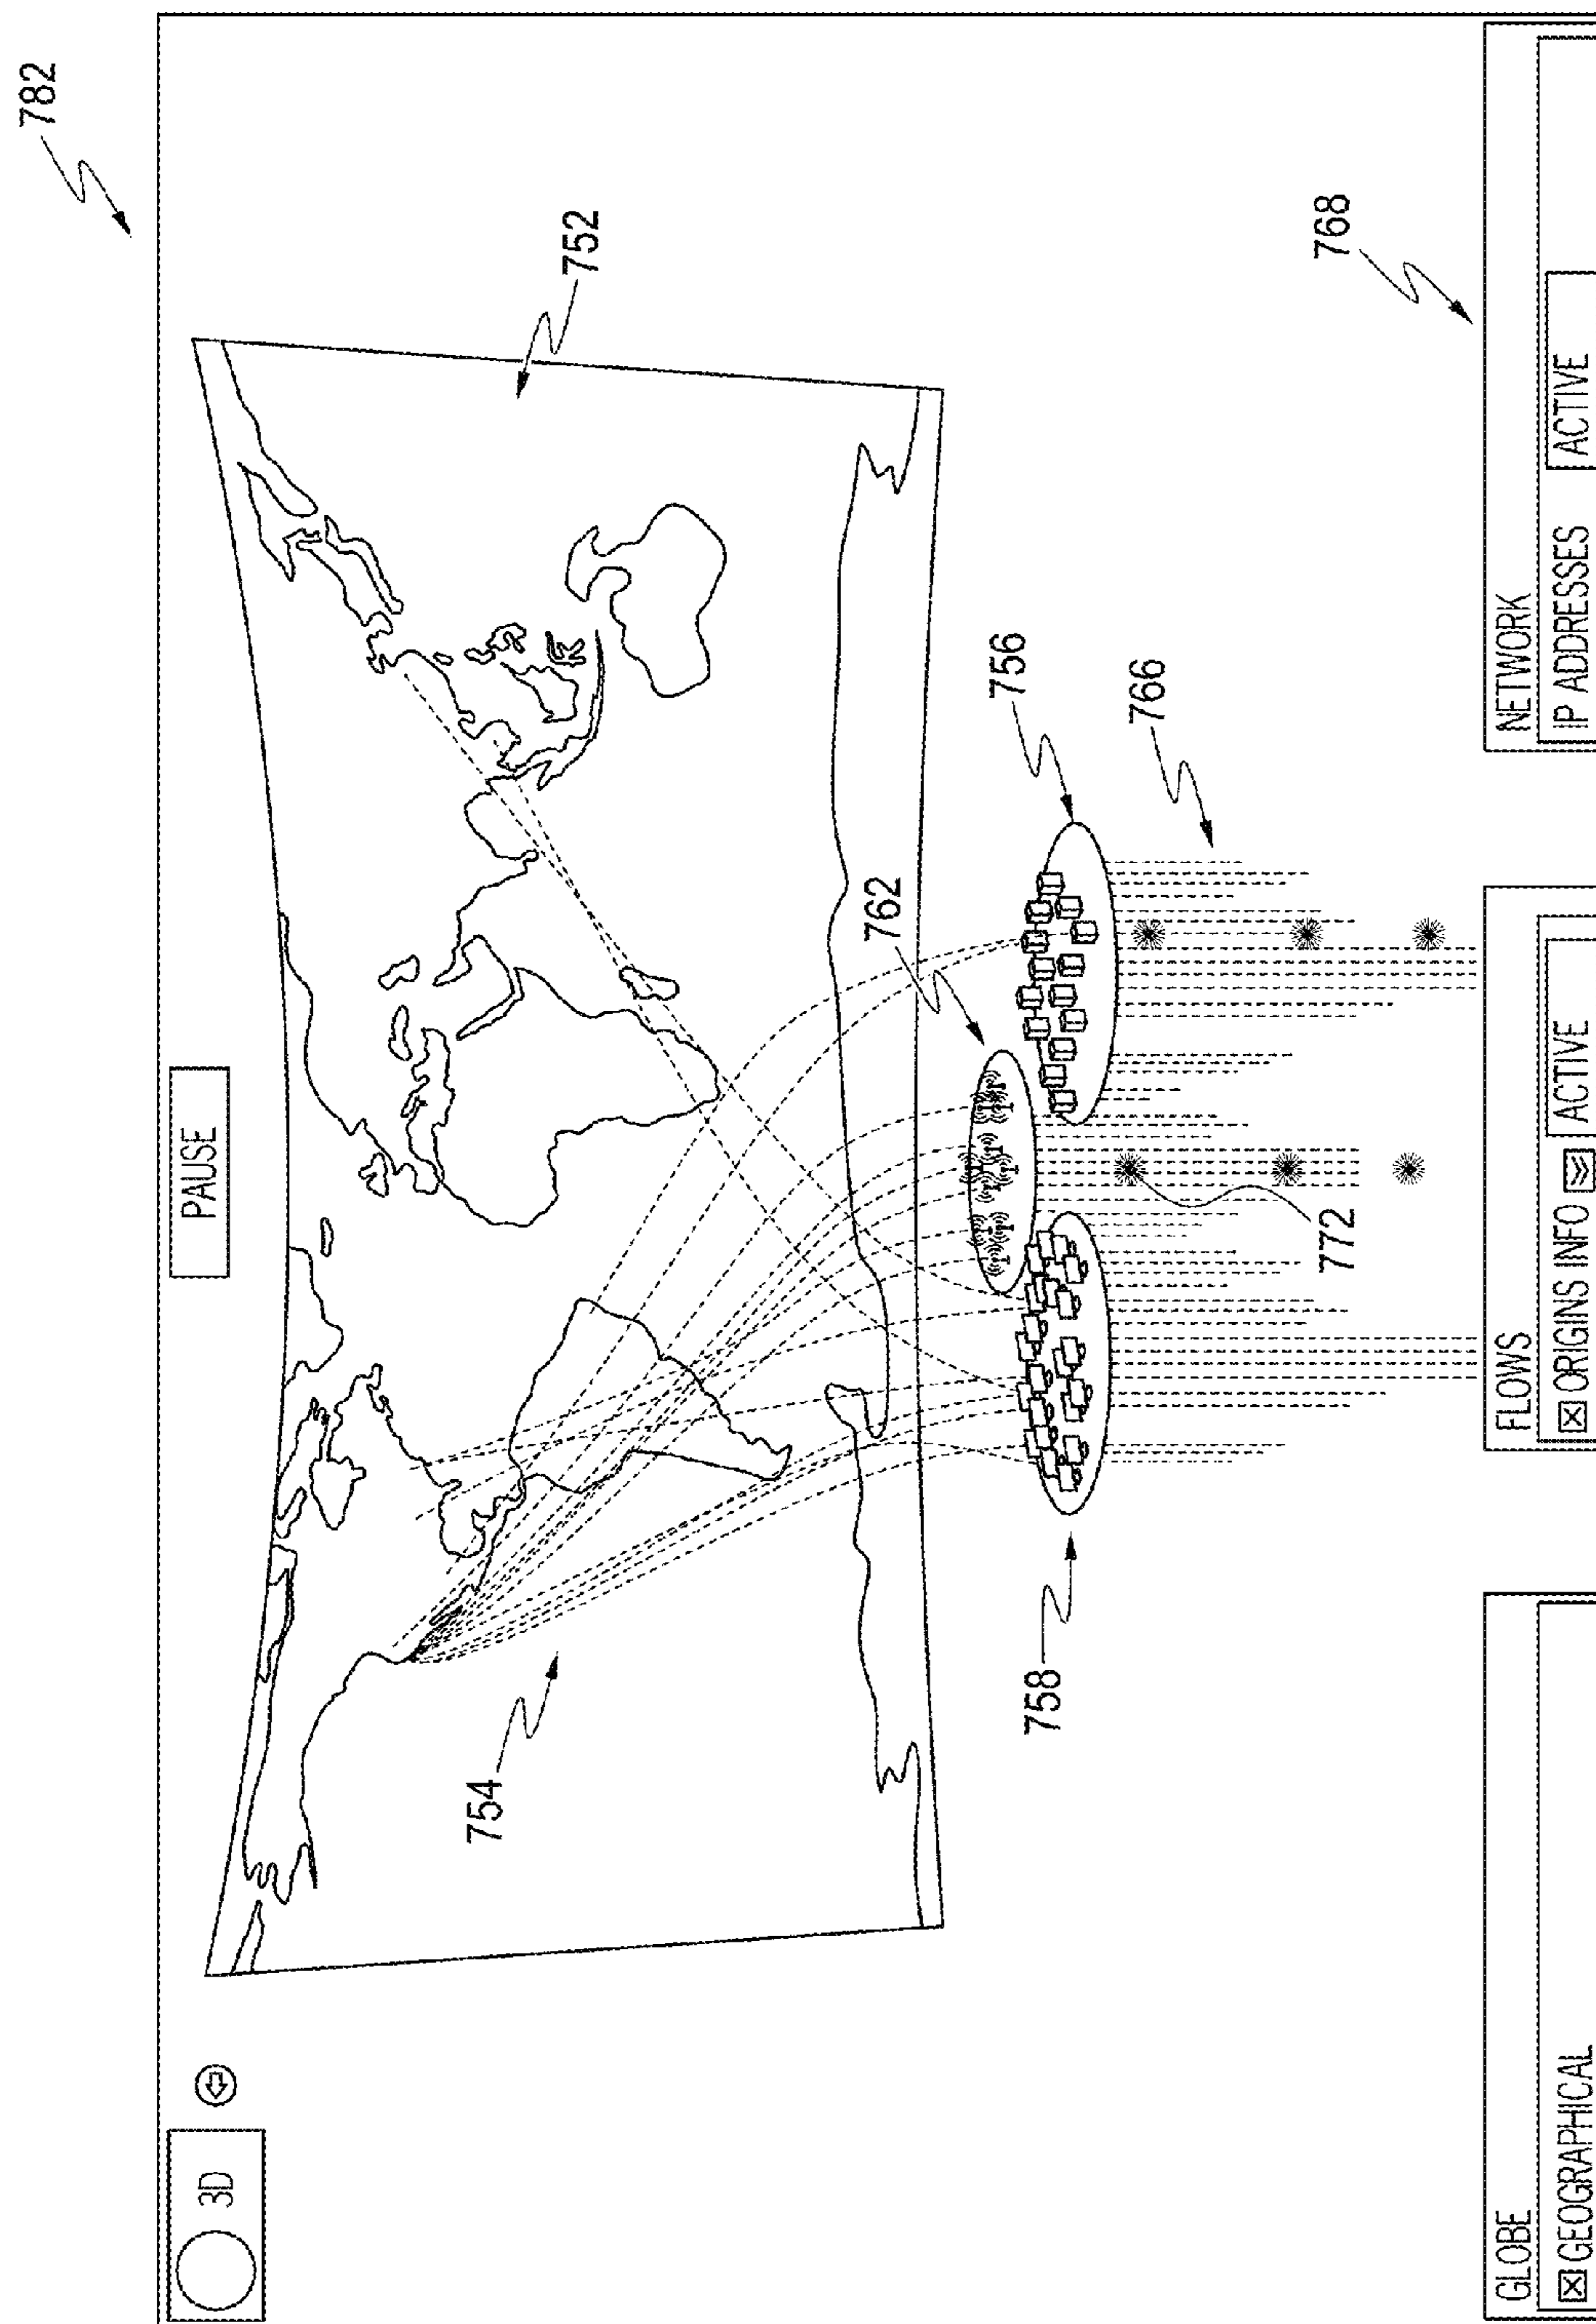 782
3D
PAUSE
752
754
762
756
766
758
772
768
GLOBE
☒ GEOGRAPHICAL
FLOWS
☒ ORIGINS INFO ACTIVE
NETWORK
IP ADDRESSES ACTIVE